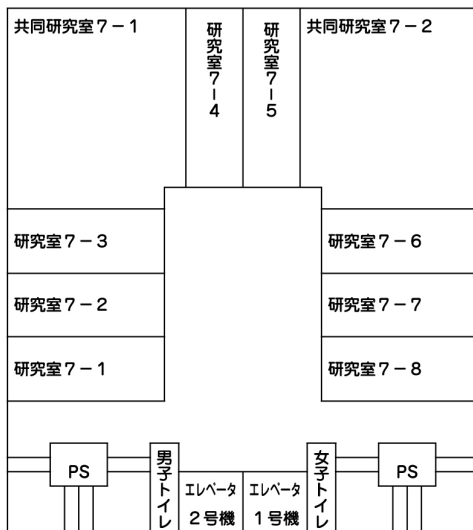 共同研究室7−1
研究室7−4
研究室7−5
共同研究室7−2
研究室7−3
研究室7−6
研究室7−2
研究室7−7
研究室7−1
研究室7−8
PS
男子トイレ
エレベータ
2号機
エレベータ
1号機
女子トイレ
PS